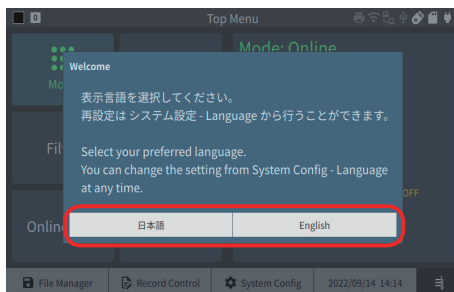 0
Top Menu
Mode: Online
Welcome
表示言語を選択してください。
再設定は システム設定 - Language から行うことができます。
Select your preferred language.
You can change the setting from System Config - Language
at any time.
OFF
日本語 English
File Manager Record Control System Config 2022/09/14 14:14